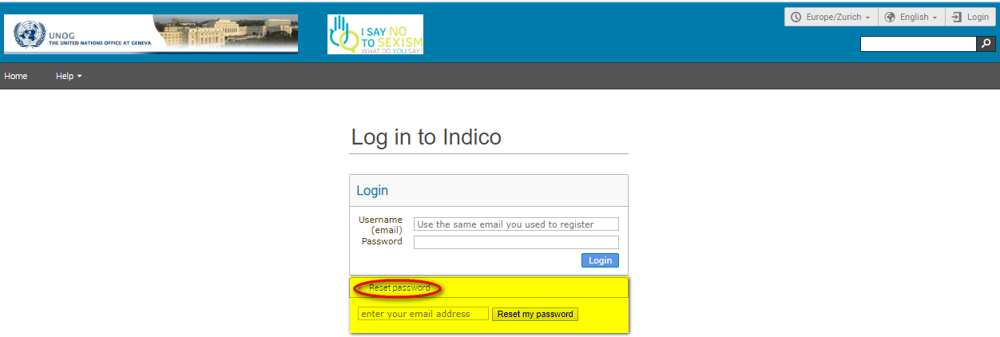 UNOG
THE UNITED NATIONS OFFICE AT GENEVA
I SAY NO
TO SEXISM
WHAT DO YOU SAY?
Europe/Zurich
English
Login
Home
Help
Log in to Indico
Login
Username
(email)
Use the same email you used to register
Password
Login
Reset password
enter your email address
Reset my password